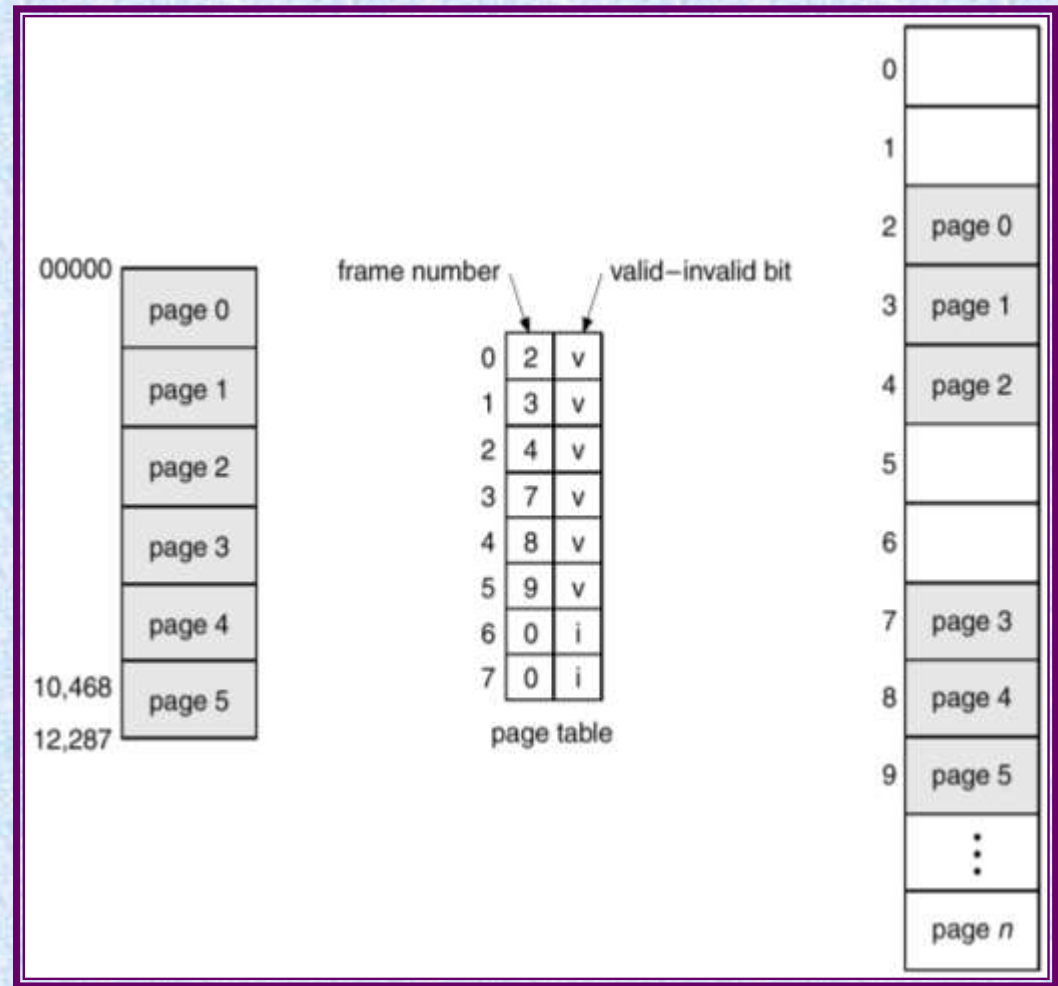 00000
page 0
page 1
page 2
page 3
page 4
10,468
page 5
12,287
frame number
valid–invalid bit
0 2 v
1 3 v
2 4 v
3 7 v
4 8 v
5 9 v
6 0 i
7 0 i
page table
0
1
2 page 0
3 page 1
4 page 2
5
6
7 page 3
8 page 4
9 page 5
⋮
page n